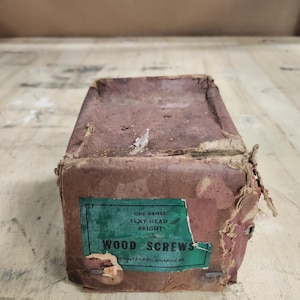 ONE GROSS
FLAT HEAD
BRIGHT
WOOD SCREWS